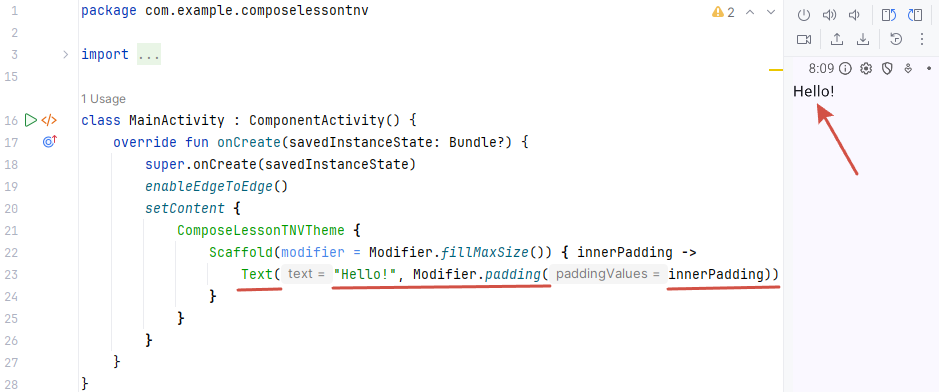 1 package com.example.composelessontnv
2
3 import ...
15
1 Usage
16 class MainActivity : ComponentActivity() {
17 override fun onCreate(savedInstanceState: Bundle?) {
18 super.onCreate(savedInstanceState)
19 enableEdgeToEdge()
20 setContent {
21 ComposeLessonTNVTheme {
22 Scaffold(modifier = Modifier.fillMaxSize()) { innerPadding ->
23 Text( text = "Hello!", Modifier.padding( paddingValues = innerPadding))
24 }
25 }
26 }
27 }
28 }
2
8:09
Hello!